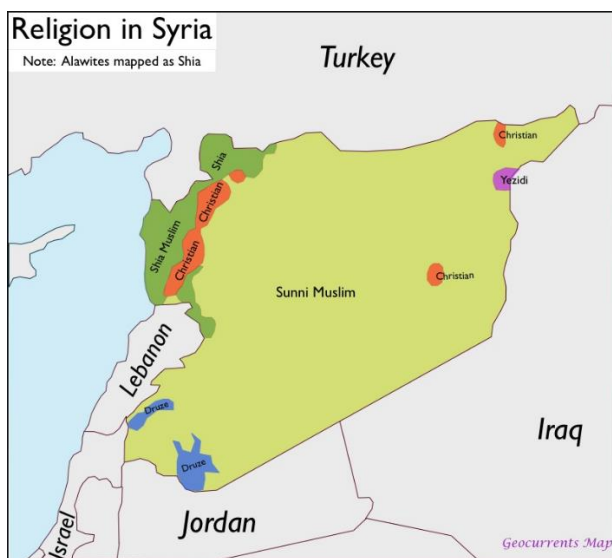 Religion in Syria
Note: Alawites mapped as Shia
Turkey
Christian
Shia
Yezidi
Christian
Shia Muslim
Christian
Christian
Sunni Muslim
Lebanon
Druze
Iraq
Druze
Israel
Jordan
Geocurrents Map